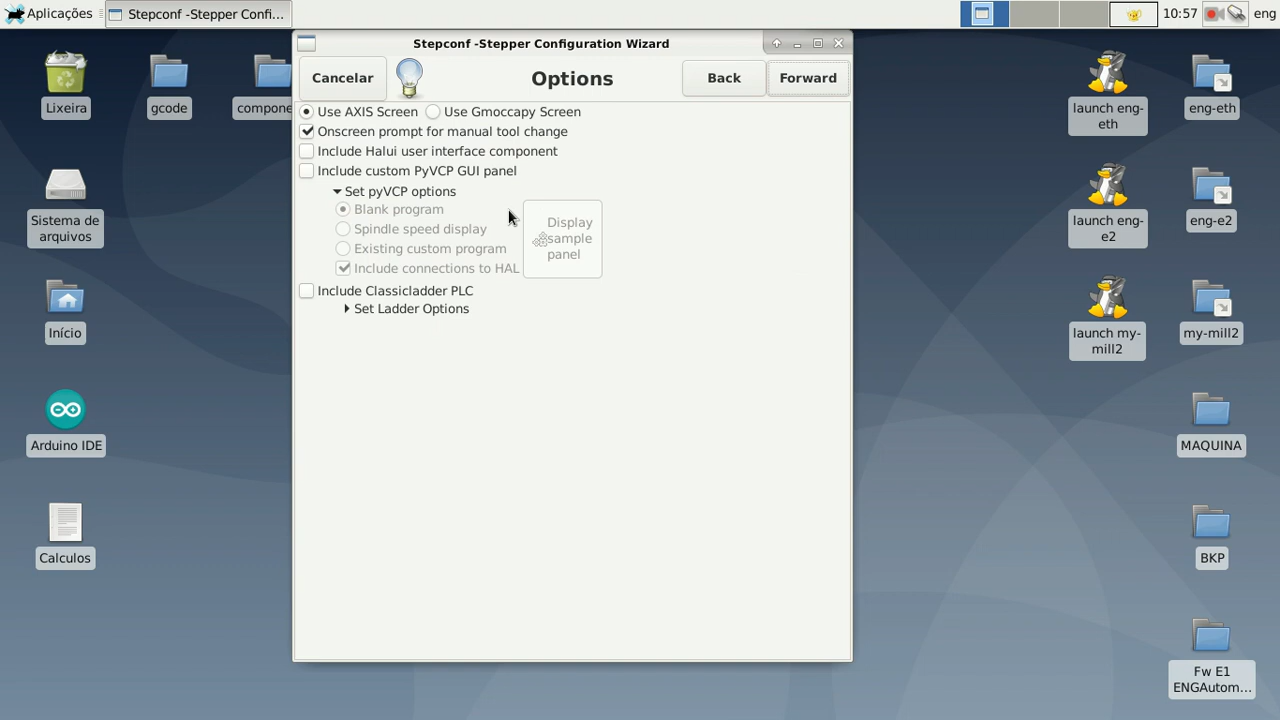 Aplicações
Stepconf -Stepper Confi...
10:57
eng
Stepconf -Stepper Configuration Wizard
Cancelar
Options
Back
Forward
Use AXIS Screen
Use Gmoccapy Screen
Onscreen prompt for manual tool change
Include Halui user interface component
Include custom PyVCP GUI panel
Set pyVCP options
Blank program
Spindle speed display
Existing custom program
Include connections to HAL
Display
sample
panel
Include Classicladder PLC
Set Ladder Options
Lixeira
gcode
compone
Sistema de
arquivos
Início
Arduino IDE
Calculos
launch eng-
eth
eng-eth
launch eng-
e2
eng-e2
launch my-
mill2
my-mill2
MAQUINA
BKP
Fw E1
ENGAutom...